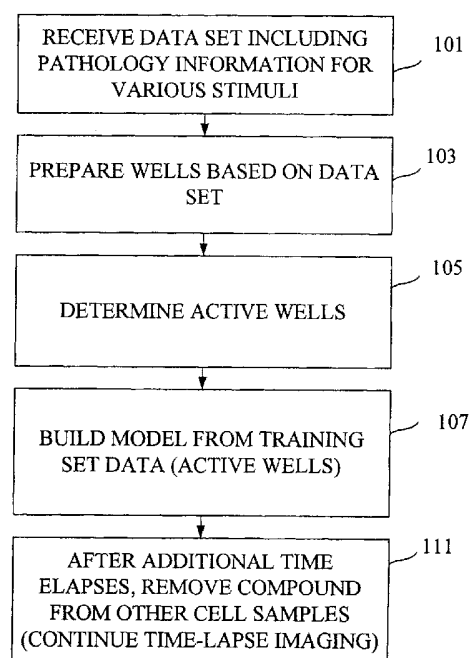 RECEIVE DATA SET INCLUDING
PATHOLOGY INFORMATION FOR
VARIOUS STIMULI
101
PREPARE WELLS BASED ON DATA
SET
103
DETERMINE ACTIVE WELLS
105
BUILD MODEL FROM TRAINING
SET DATA (ACTIVE WELLS)
107
AFTER ADDITIONAL TIME
ELAPSES, REMOVE COMPOUND
FROM OTHER CELL SAMPLES
(CONTINUE TIME-LAPSE IMAGING)
111